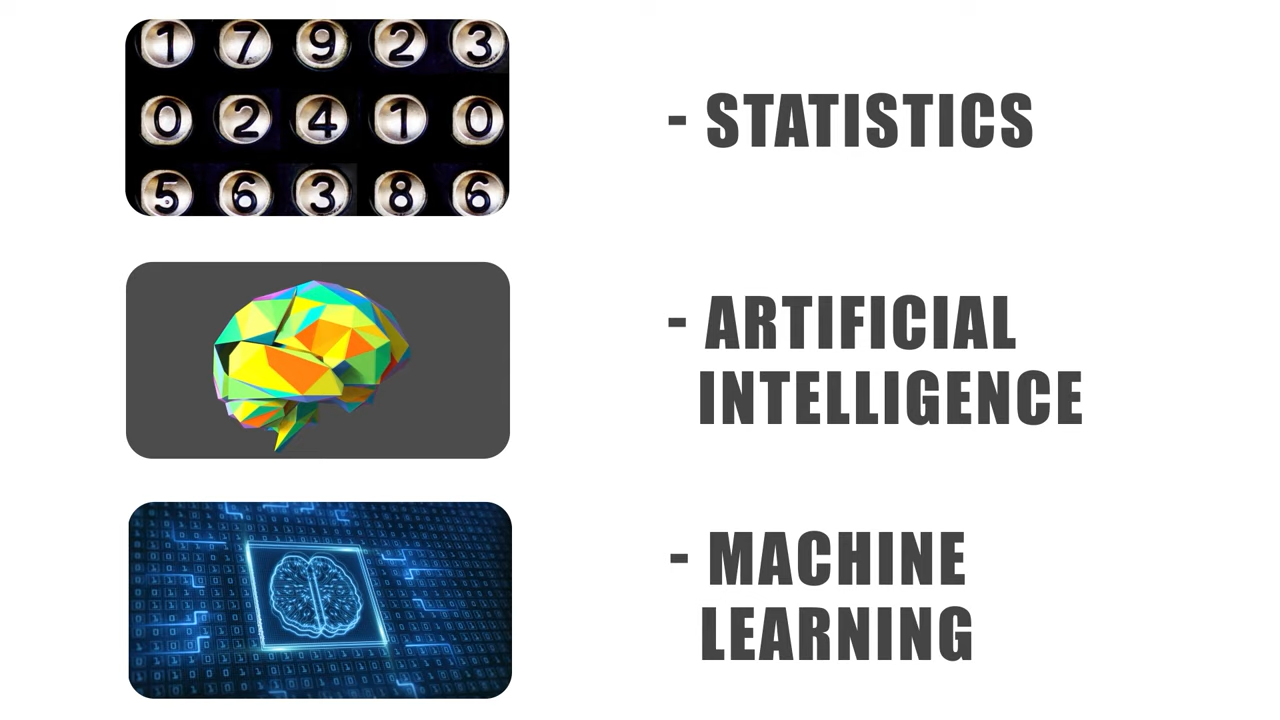 1 7 9 2 3
0 2 4 1 0
5 6 3 8 6
- STATISTICS
- ARTIFICIAL
INTELLIGENCE
- MACHINE
LEARNING